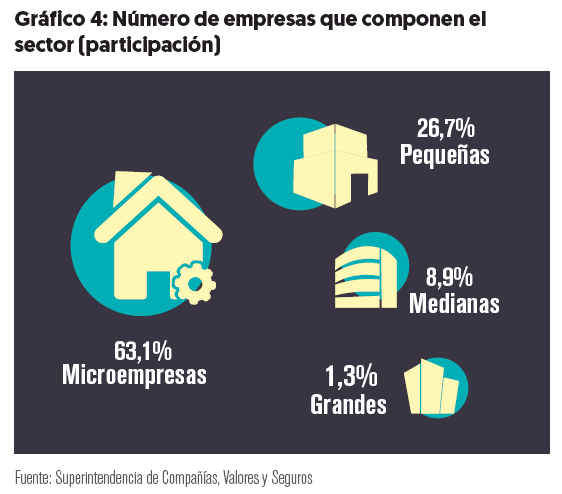 Gráfico 4: Número de empresas que componen el
sector (participación)
26,7%
Pequeñas
8,9%
Medianas
63,1%
Microempresas
1,3%
Grandes
Fuente: Superintendencia de Compañías, Valores y Seguros